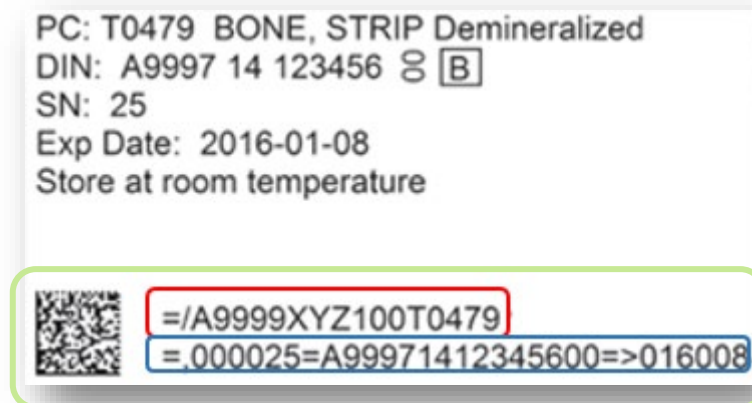 PC: T0479 BONE, STRIP Demineralized
DIN: A9997 14 123456 00 B
SN: 25
Exp Date: 2016-01-08
Store at room temperature
=/A9999XYZ100T0479
=,000025=A99971412345600=>016008